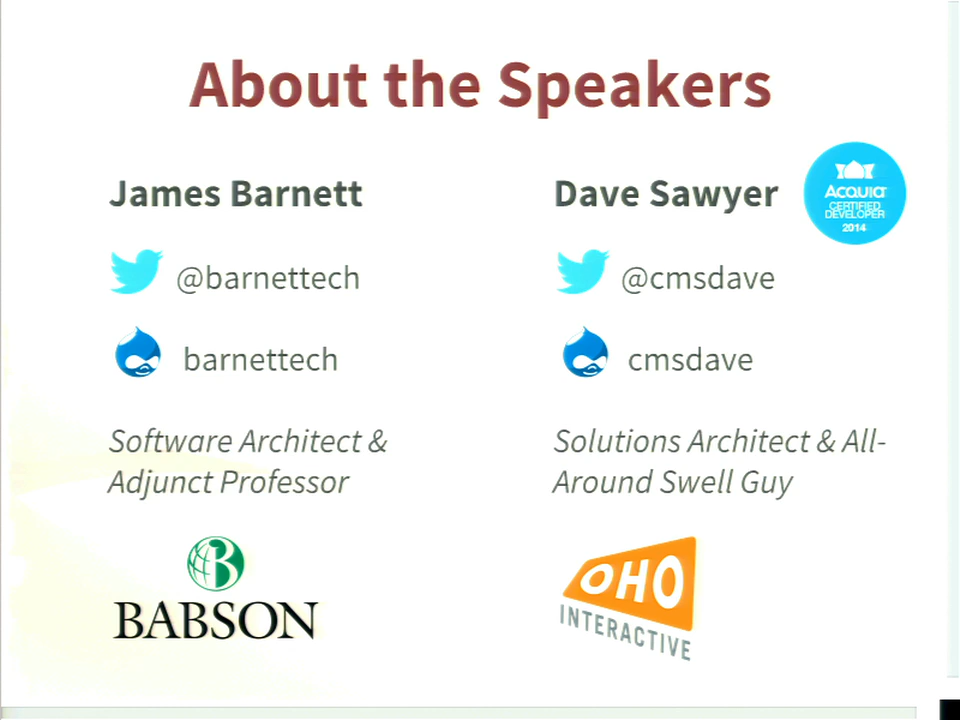 About the Speakers
James Barnett
@barnettech
barnettech
Software Architect &
Adjunct Professor
BABSON
Dave Sawyer
ACQUIA
CERTIFIED
DEVELOPER
2014
@cmsdave
cmsdave
Solutions Architect & All-
Around Swell Guy
OHO
INTERACTIVE